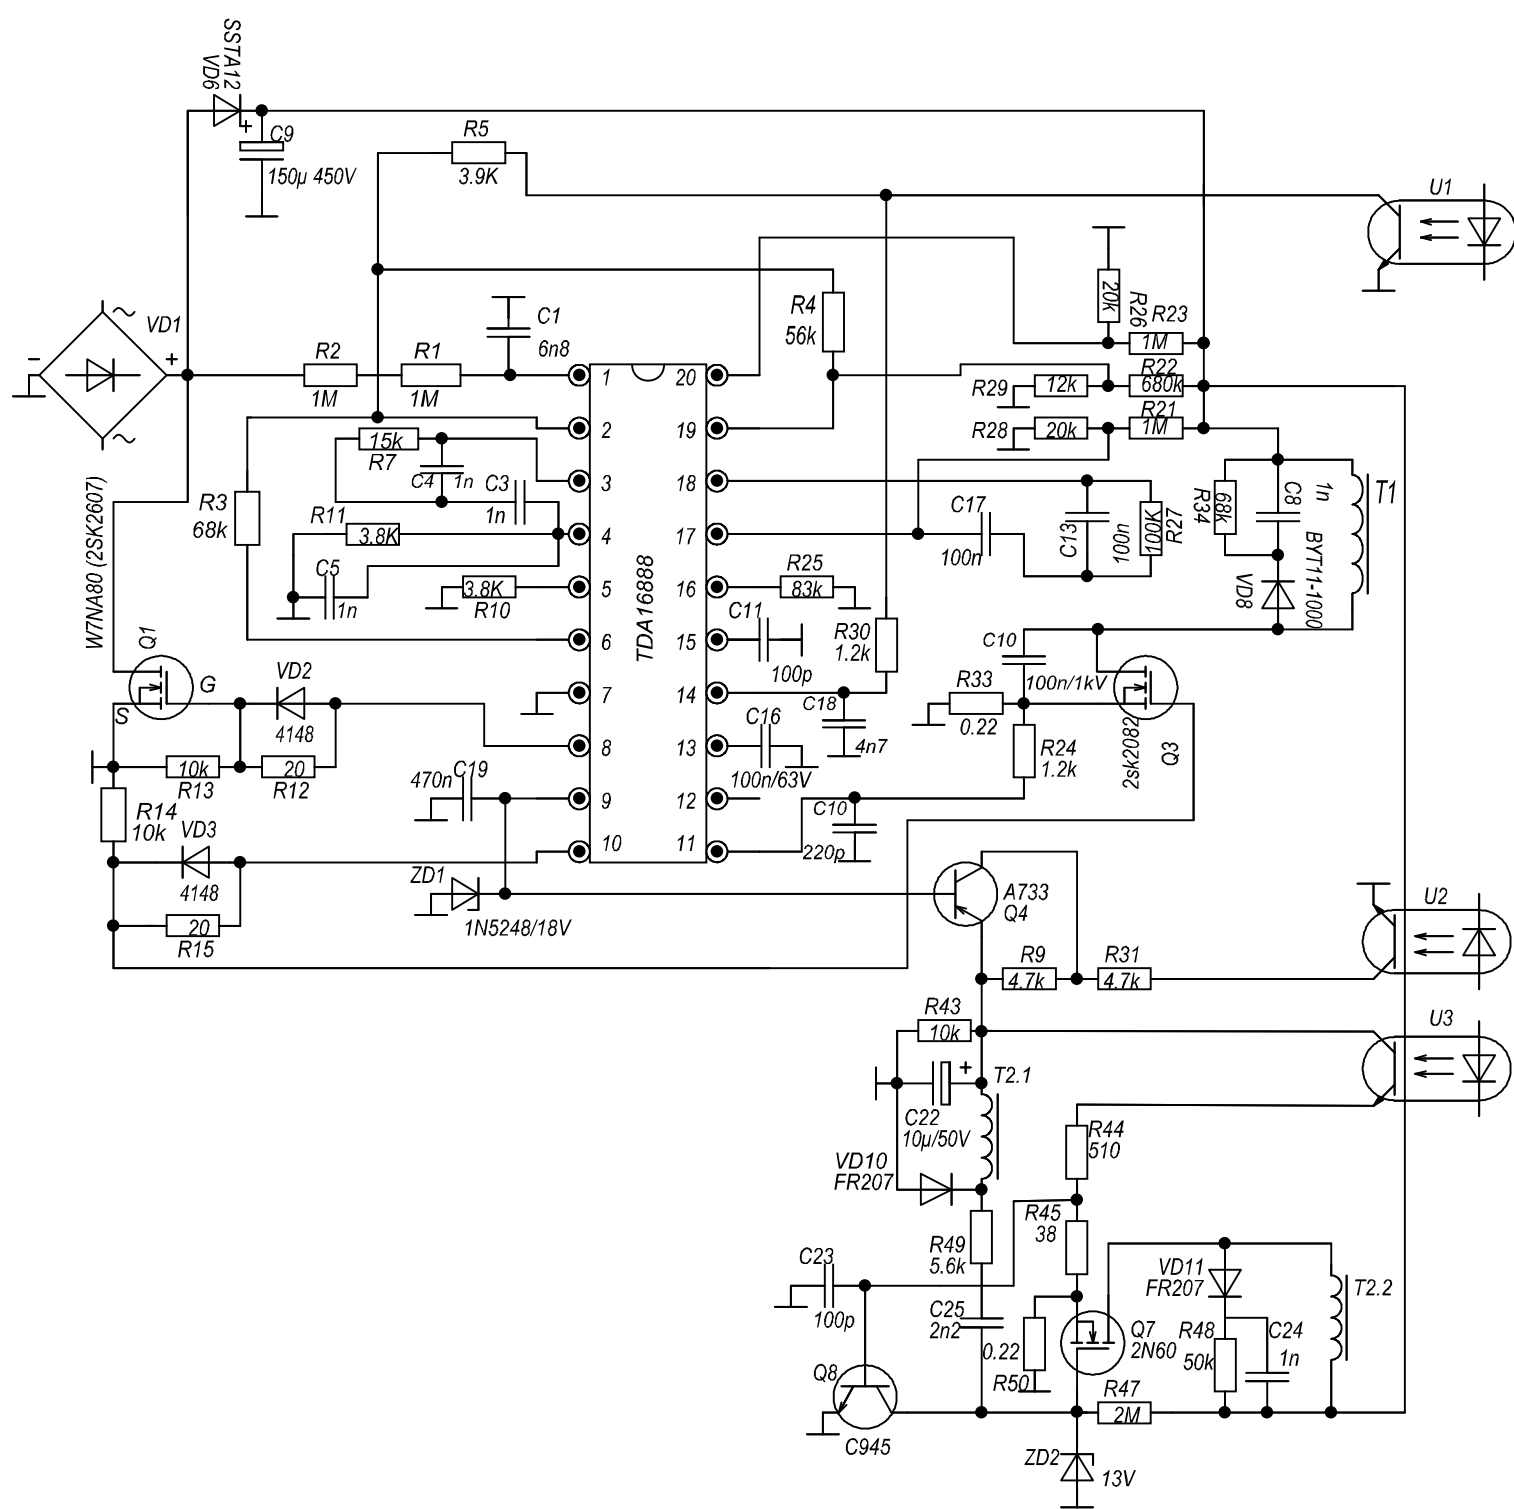 SSTA12
VD6
+
C9
150µ 450V
R5
3.9K
U1
VD1
−
+
R2
1M
R1
1M
C1
6n8
R4
56k
20k
R26
R23
1M
R22
680k
R21
1M
R29
12k
R28
20k
1
2
3
4
5
6
7
8
9
10
20
19
18
17
16
15
14
13
12
11
TDA16888
15k
R7
C4
1n
C3
1n
R3
68k
R11
3.8K
C5
1n
3.8K
R10
C17
100n
C13
100n
100K
R27
R34
68k
C8
1n
T1
BYT11-1000
VD8
R25
83k
C11
100p
R30
1.2k
C18
4n7
C16
100n/63V
C10
100n/1kV
R33
0.22
R24
1.2k
2sk2082
Q3
C10
220p
W7NA80 (2SK2607)
Q1
G
S
VD2
4148
10k
R13
20
R12
R14
10k
VD3
4148
20
R15
470n
C19
ZD1
1N5248/18V
A733
Q4
R9
4.7k
R31
4.7k
U2
U3
R43
10k
+
C22
10µ/50V
T2.1
VD10
FR207
R44
510
R45
38
R49
5.6k
C23
100p
C25
2n2
0.22
R50
Q7
2N60
VD11
FR207
T2.2
R48
50k
C24
1n
Q8
C945
R47
2M
ZD2
13V